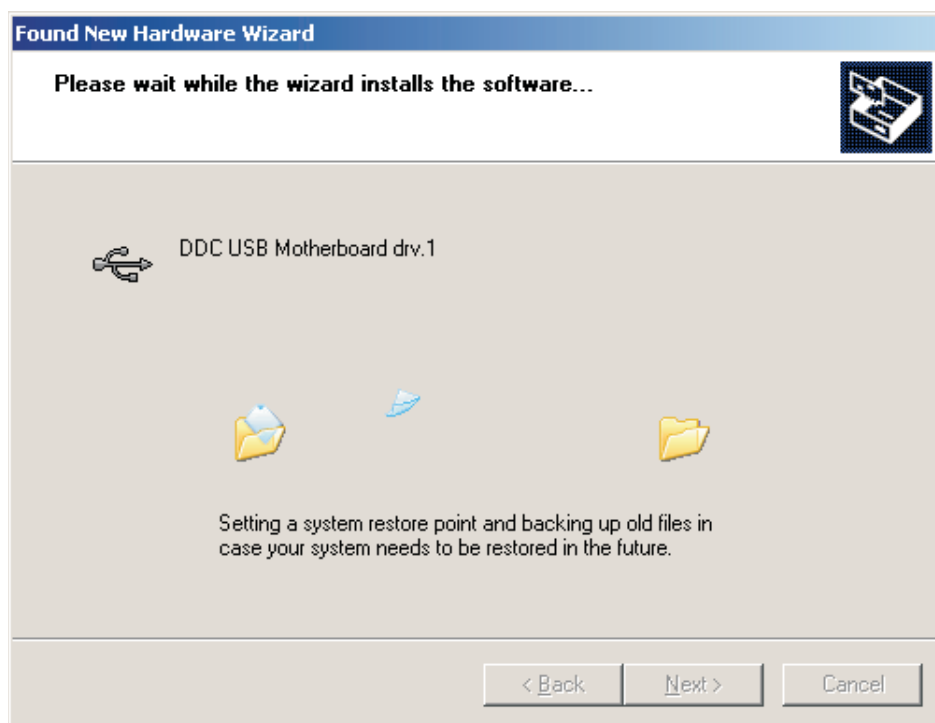 Found New Hardware Wizard
Please wait while the wizard installs the software...
DDC USB Motherboard drv.1
Setting a system restore point and backing up old files in
case your system needs to be restored in the future.
< Back
Next >
Cancel